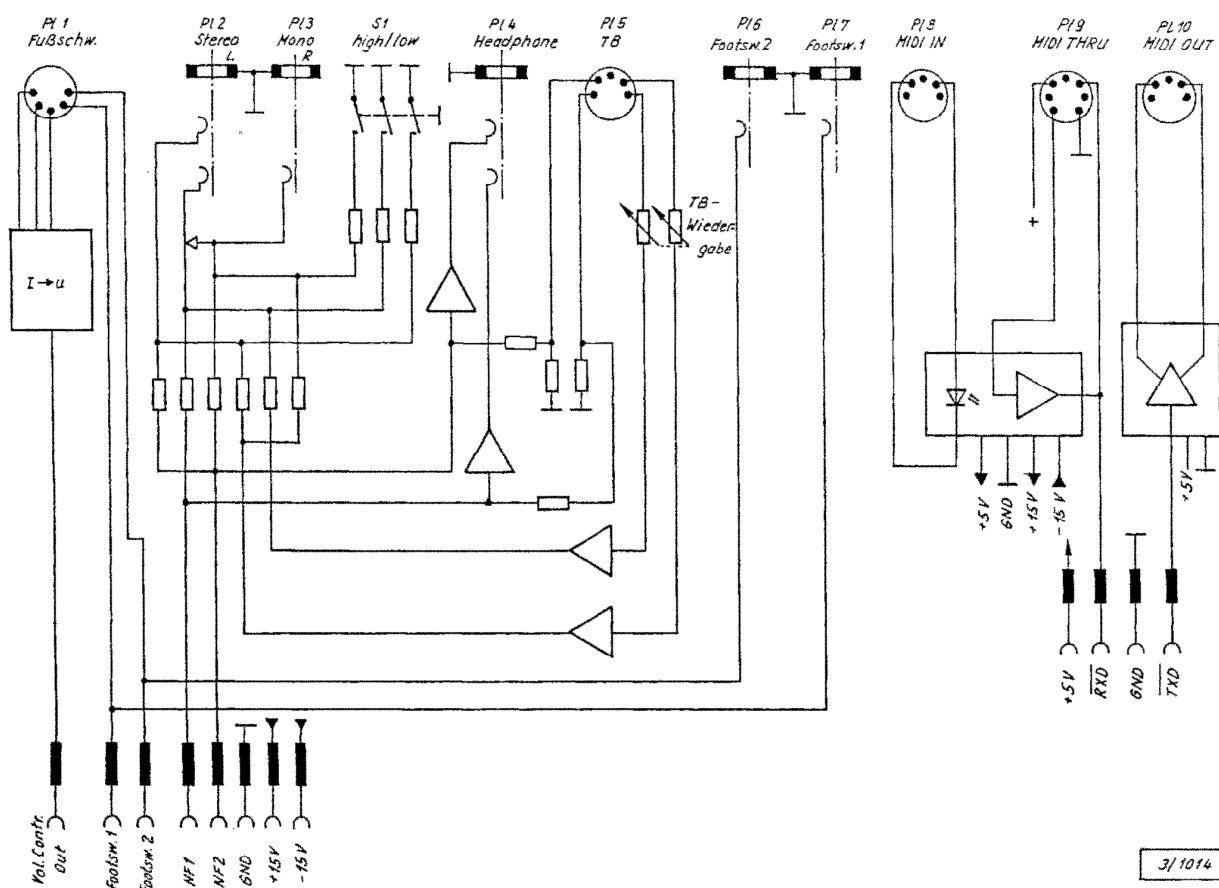 Pl 1
Fußschw.
Pl 2
Stereo
L
Pl 3
Mono
R
S1
high/low
Pl 4
Headphone
Pl 5
TB
Pl 6
Footsw.2
Pl 7
Footsw.1
Pl 8
MIDI IN
Pl 9
MIDI THRU
Pl 10
MIDI OUT
I→u
TB-
Wieder-
gabe
+
+5V
GND
+15V
-15V
+5V
+5V
RXD
GND
TXD
Vol. Contr.
Out
Footsw.1
Footsw.2
NF1
NF2
GND
+15V
-15V
3/1014